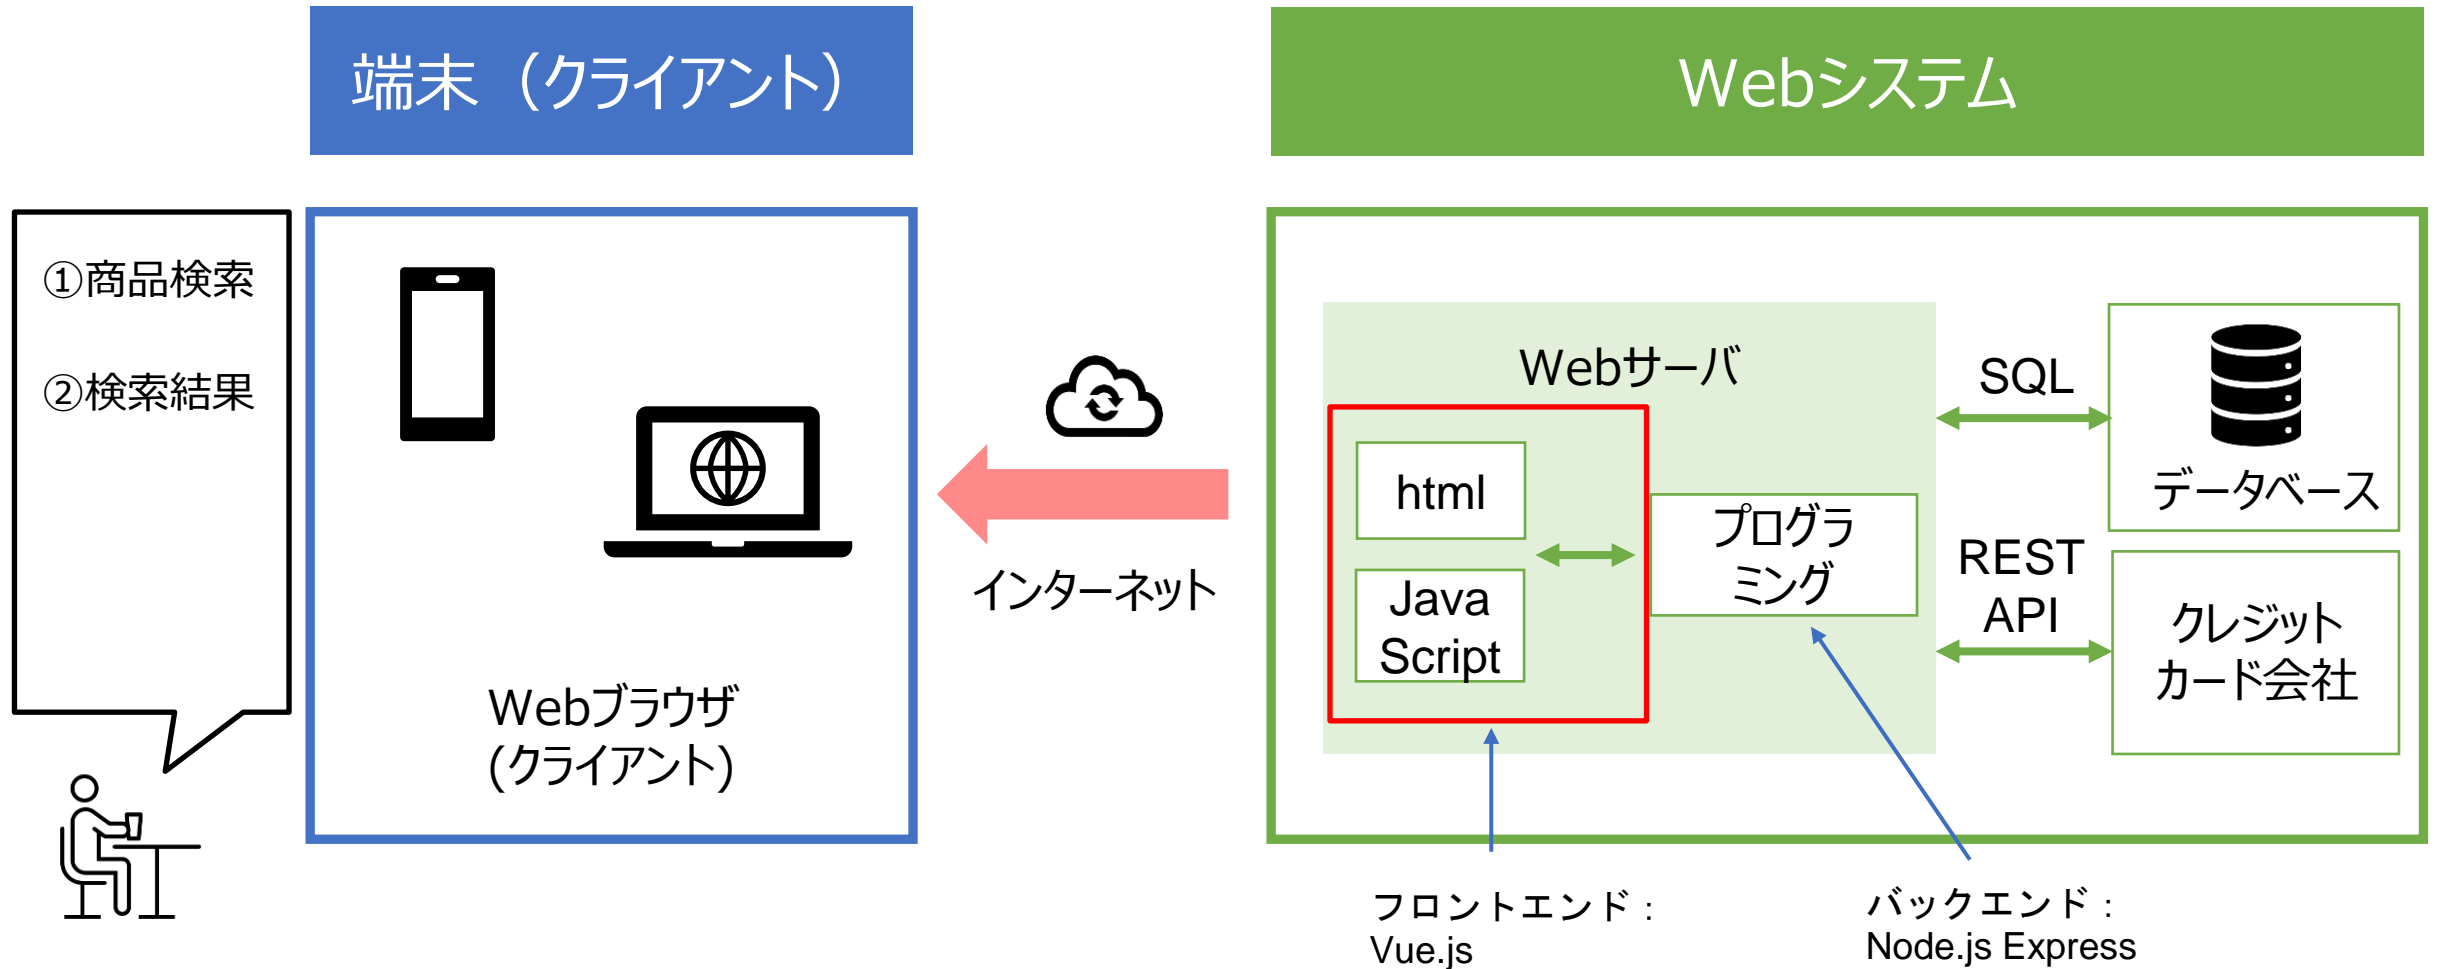 端末（クライアント）
Webシステム
①商品検索
②検索結果
Webブラウザ
(クライアント)
インターネット
Webサーバ
html
Java
Script
プログラ
ミング
SQL
REST
API
データベース
クレジット
カード会社
フロントエンド：
Vue.js
バックエンド：
Node.js Express